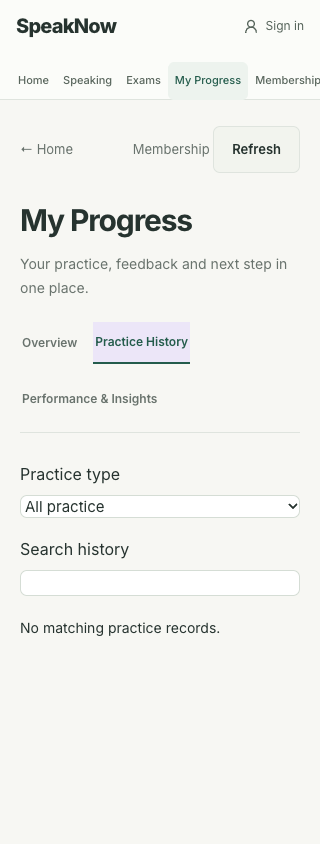 SpeakNow
Sign in
Home Speaking Exams My Progress Membership
← Home Membership Refresh
My Progress
Your practice, feedback and next step in
one place.
Overview Practice History
Performance & Insights
Practice type
All practice
Search history
No matching practice records.